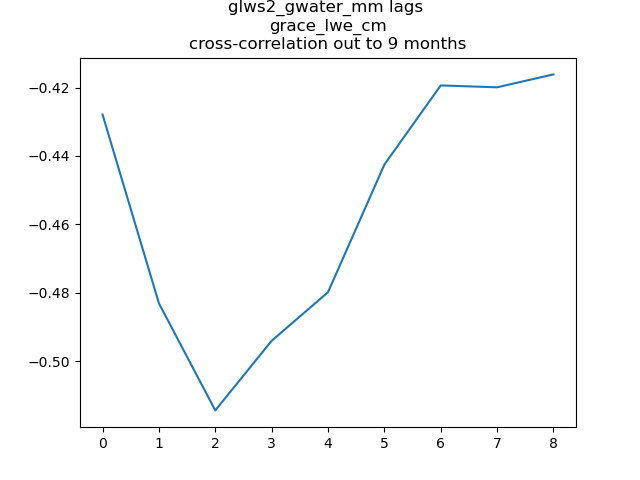 glws2_gwater_mm lags
grace_lwe_cm
cross-correlation out to 9 months
−0.42
−0.44
−0.46
−0.48
−0.50
0 1 2 3 4 5 6 7 8